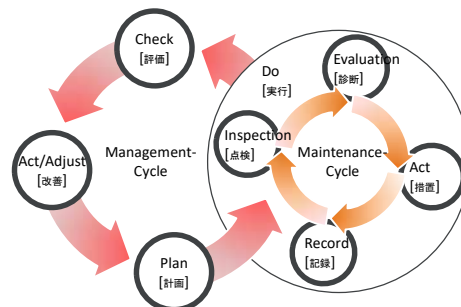 Check
[評価]
Do
[実行]
Evaluation
[診断]
Inspection
[点検]
Act/Adjust
[改善]
Management-
Cycle
Maintenance-
Cycle
Act
[措置]
Record
[記録]
Plan
[計画]